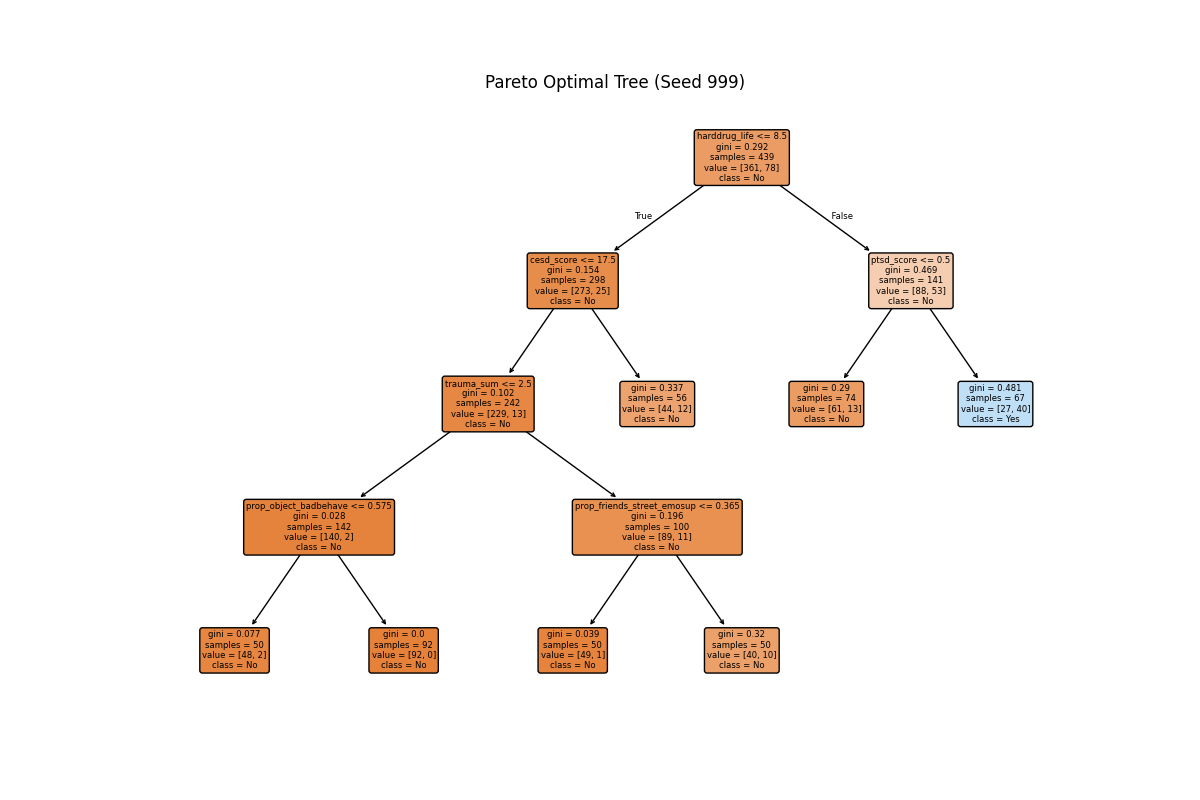 Pareto Optimal Tree (Seed 999)
harddrug_life <= 8.5
gini = 0.292
samples = 439
value = [361, 78]
class = No
True
False
cesd_score <= 17.5
gini = 0.154
samples = 298
value = [273, 25]
class = No
ptsd_score <= 0.5
gini = 0.469
samples = 141
value = [88, 53]
class = No
trauma_sum <= 2.5
gini = 0.102
samples = 242
value = [229, 13]
class = No
gini = 0.337
samples = 56
value = [44, 12]
class = No
gini = 0.29
samples = 74
value = [61, 13]
class = No
gini = 0.481
samples = 67
value = [27, 40]
class = Yes
prop_object_badbehave <= 0.575
gini = 0.028
samples = 142
value = [140, 2]
class = No
prop_friends_street_emosup <= 0.365
gini = 0.196
samples = 100
value = [89, 11]
class = No
gini = 0.077
samples = 50
value = [48, 2]
class = No
gini = 0.0
samples = 92
value = [92, 0]
class = No
gini = 0.039
samples = 50
value = [49, 1]
class = No
gini = 0.32
samples = 50
value = [40, 10]
class = No